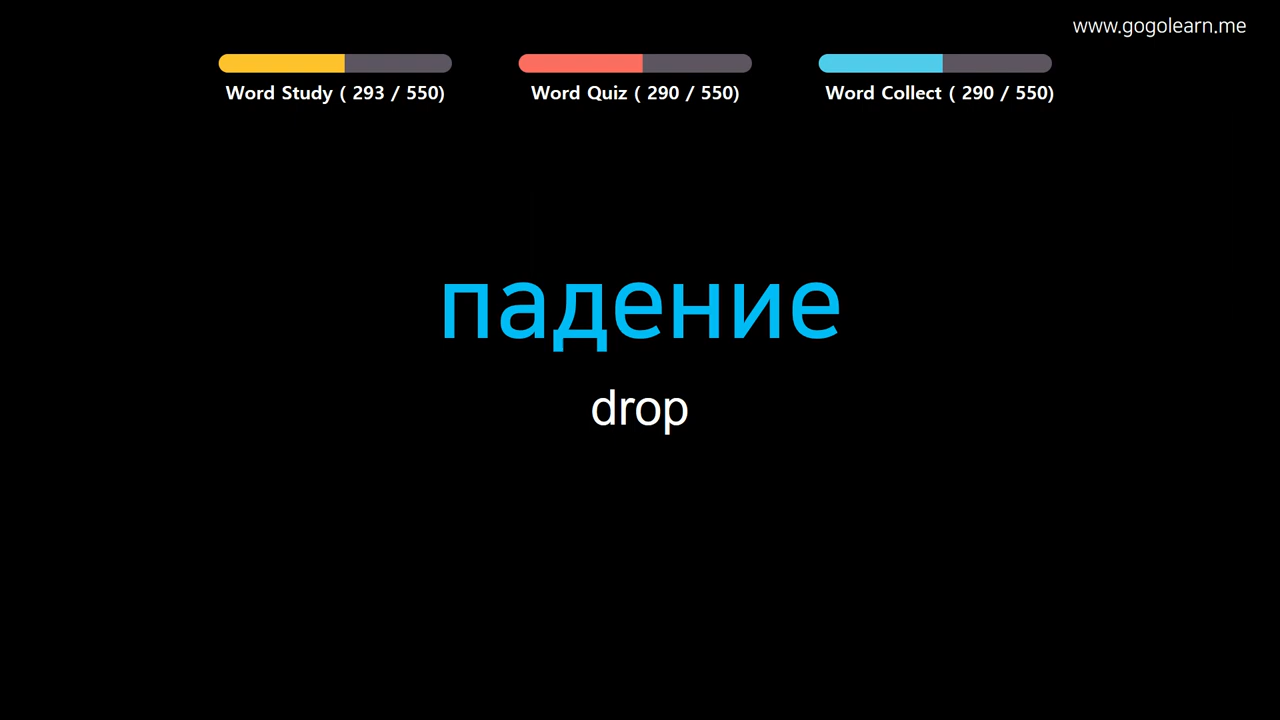 www.gogolearn.me
Word Study ( 293 / 550)
Word Quiz ( 290 / 550)
Word Collect ( 290 / 550)
падение
drop